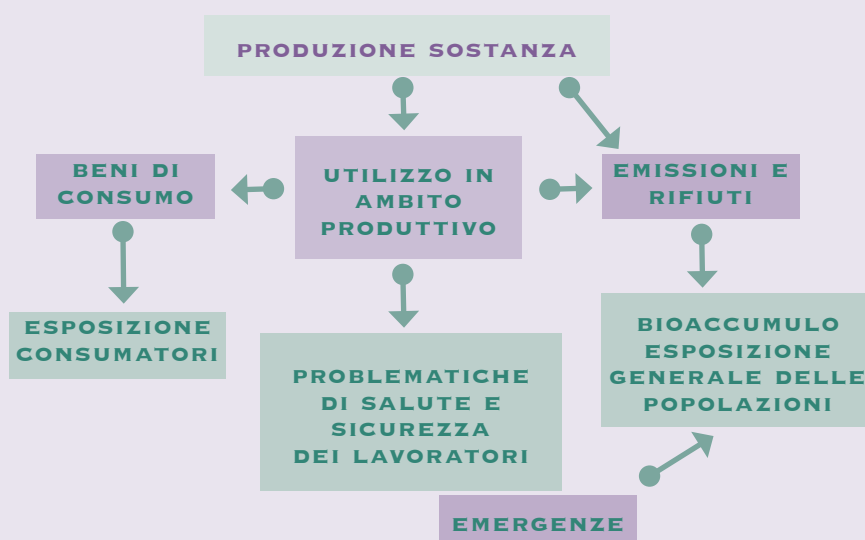 PRODUZIONE SOSTANZA
BENI DI
CONSUMO
UTILIZZO IN
AMBITO
PRODUTTIVO
EMISSIONI E
RIFIUTI
ESPOSIZIONE
CONSUMATORI
PROBLEMATICHE
DI SALUTE E
SICUREZZA
DEI LAVORATORI
BIOACCUMULO
ESPOSIZIONE
GENERALE DELLE
POPOLAZIONI
EMERGENZE